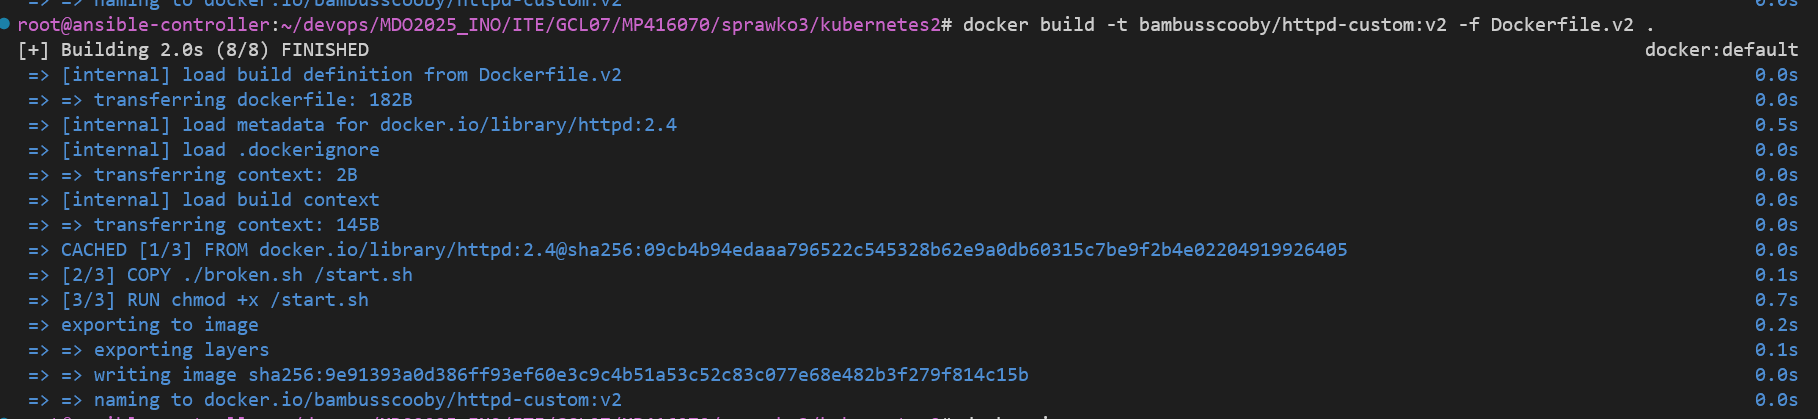 => => naming to docker.io/bambusscooby/httpd-custom:v1 0.0s
root@ansible-controller:~/devops/MDO2025_INO/ITE/GCL07/MP416070/sprawko3/kubernetes2# docker build -t bambusscooby/httpd-custom:v2 -f Dockerfile.v2 .
[+] Building 2.0s (8/8) FINISHED docker:default
=> [internal] load build definition from Dockerfile.v2 0.0s
=> => transferring dockerfile: 182B 0.0s
=> [internal] load metadata for docker.io/library/httpd:2.4 0.5s
=> [internal] load .dockerignore 0.0s
=> => transferring context: 2B 0.0s
=> [internal] load build context 0.0s
=> => transferring context: 145B 0.0s
=> CACHED [1/3] FROM docker.io/library/httpd:2.4@sha256:09cb4b94edaaa796522c545328b62e9a0db60315c7be9f2b4e02204919926405 0.0s
=> [2/3] COPY ./broken.sh /start.sh 0.1s
=> [3/3] RUN chmod +x /start.sh 0.7s
=> exporting to image 0.2s
=> => exporting layers 0.1s
=> => writing image sha256:9e91393a0d386ff93ef60e3c9c4b51a53c52c83c077e68e482b3f279f814c15b 0.0s
=> => naming to docker.io/bambusscooby/httpd-custom:v2 0.0s